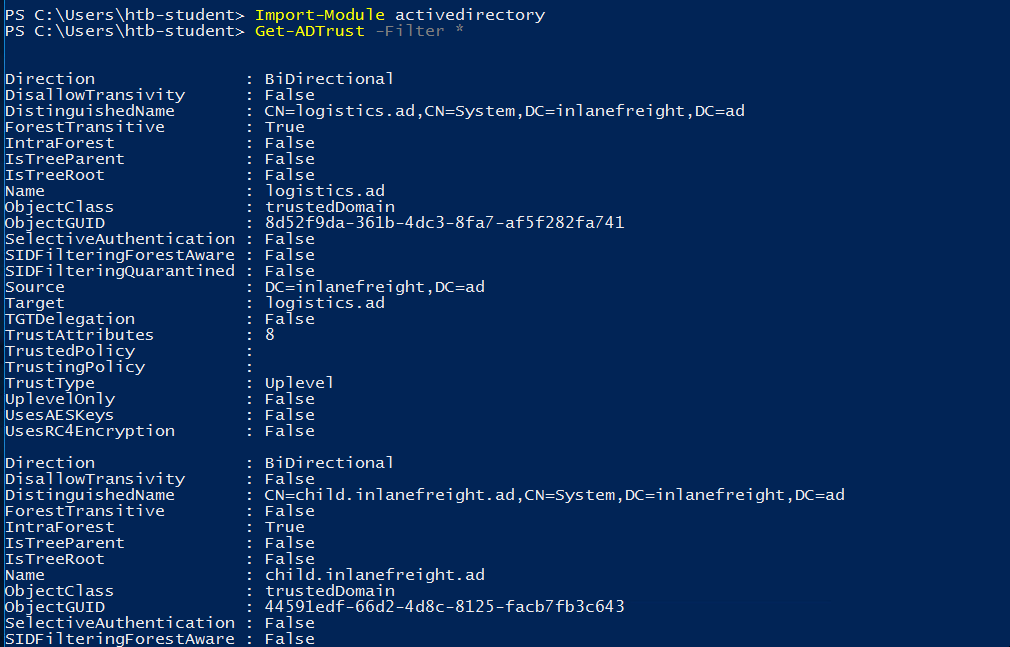 PS C:\Users\htb-student> Import-Module activedirectory
PS C:\Users\htb-student> Get-ADTrust -Filter *
Direction               : BiDirectional
DisallowTransivity      : False
DistinguishedName       : CN=logistics.ad,CN=System,DC=inlanefreight,DC=ad
ForestTransitive        : True
IntraForest             : False
IsTreeParent            : False
IsTreeRoot              : False
Name                    : logistics.ad
ObjectClass             : trustedDomain
ObjectGUID              : 8d52f9da-361b-4dc3-8fa7-af5f282fa741
SelectiveAuthentication : False
SIDFilteringForestAware : False
SIDFilteringQuarantined : False
Source                  : DC=inlanefreight,DC=ad
Target                  : logistics.ad
TGTDelegation           : False
TrustAttributes         : 8
TrustedPolicy           :
TrustingPolicy          :
TrustType               : Uplevel
UplevelOnly             : False
UsesAESKeys             : False
UsesRC4Encryption       : False
Direction               : BiDirectional
DisallowTransivity      : False
DistinguishedName       : CN=child.inlanefreight.ad,CN=System,DC=inlanefreight,DC=ad
ForestTransitive        : False
IntraForest             : True
IsTreeParent            : False
IsTreeRoot              : False
Name                    : child.inlanefreight.ad
ObjectClass             : trustedDomain
ObjectGUID              : 44591edf-66d2-4d8c-8125-facb7fb3c643
SelectiveAuthentication : False
SIDFilteringForestAware : False